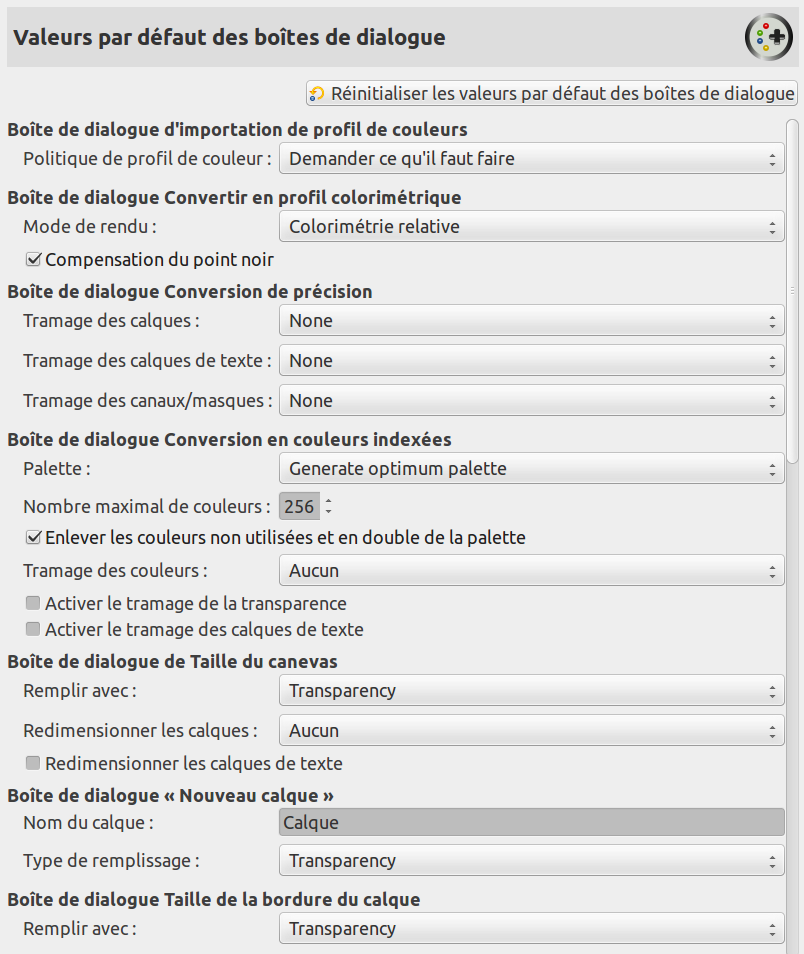 Valeurs par défaut des boîtes de dialogue
Réinitialiser les valeurs par défaut des boîtes de dialogue
Boîte de dialogue d'importation de profil de couleurs
Politique de profil de couleur : Demander ce qu'il faut faire
Boîte de dialogue Convertir en profil colorimétrique
Mode de rendu : Colorimétrie relative
Compensation du point noir
Boîte de dialogue Conversion de précision
Tramage des calques : None
Tramage des calques de texte : None
Tramage des canaux/masques : None
Boîte de dialogue Conversion en couleurs indexées
Palette : Generate optimum palette
Nombre maximal de couleurs : 256
Enlever les couleurs non utilisées et en double de la palette
Tramage des couleurs : Aucun
Activer le tramage de la transparence
Activer le tramage des calques de texte
Boîte de dialogue de Taille du canevas
Remplir avec : Transparency
Redimensionner les calques : Aucun
Redimensionner les calques de texte
Boîte de dialogue « Nouveau calque »
Nom du calque : Calque
Type de remplissage : Transparency
Boîte de dialogue Taille de la bordure du calque
Remplir avec : Transparency